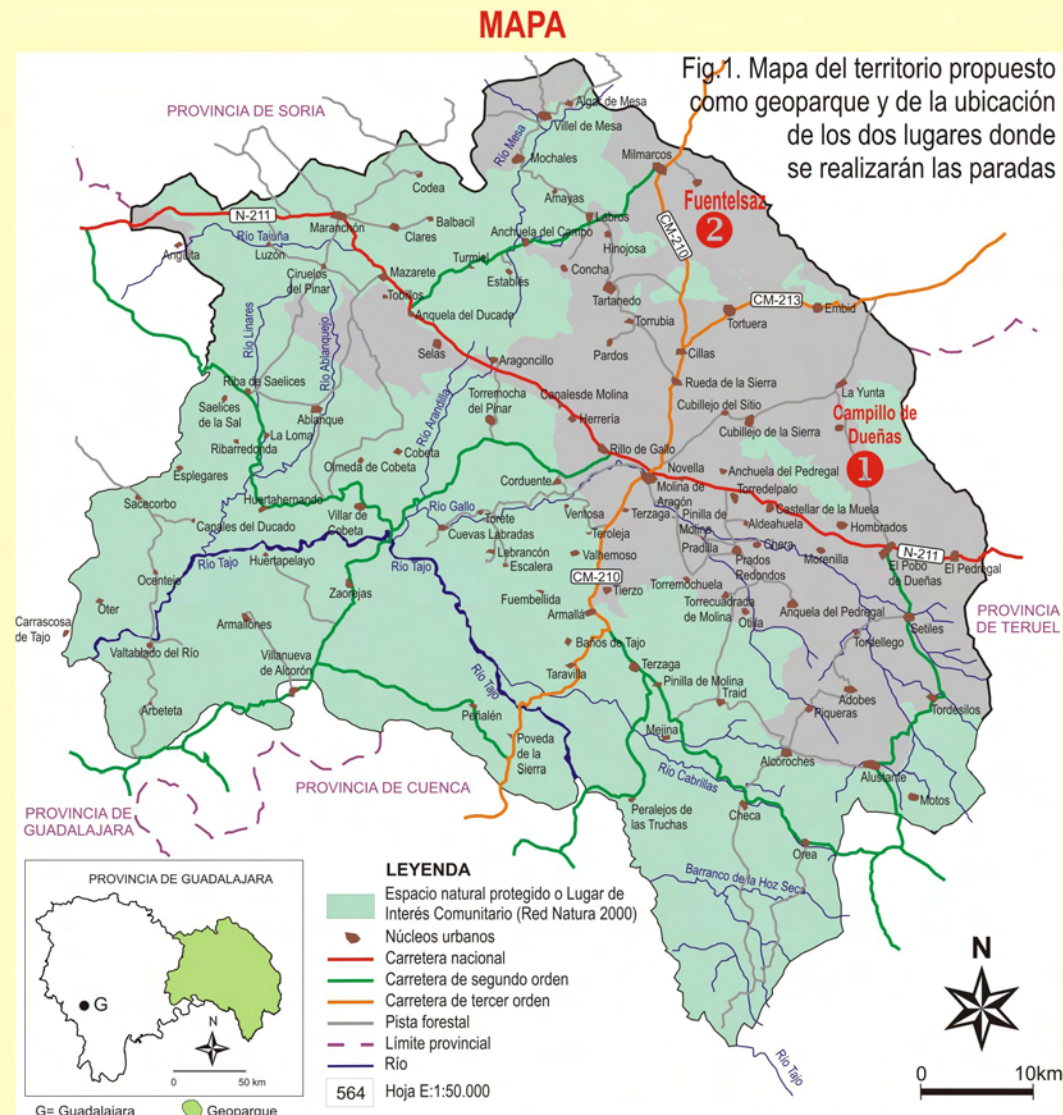 MAPA
Fig.1. Mapa del territorio propuesto
como geoparque y de la ubicación
de los dos lugares donde
se realizarán las paradas
PROVINCIA DE SORIA
Algar de Mesa
Villel de Mesa
Río Mesa
Mochales
Milmarcos
Codea
Amayas
Fuentelsaz
2
N-211
Maranchón
Balbacil
Clares
Labros
Anchuela del Campo
Hinojosa
CM-210
Río Tajuña
Anguita
Luzón
Turmiel
Concha
Ciruelos
del Pinar
Mazarete
Establés
Tobillos
Tartanedo
CM-213
Embid
Anquela del Ducado
Torrubia
Tortuera
Río Linares
Río Ablanquejo
Selas
Aragoncillo
Pardos
Cillas
Riba de Saelices
Torremocha
del Pinar
Canalesde Molina
Rueda de la Sierra
La Yunta
Saelices
de la Sal
Ablanque
Río Arandilla
Herrería
Cubillejo del Sitio
Campillo de
Dueñas
1
La Loma
Ribarredonda
Cubillejo de la Sierra
Cobeta
Rillo de Gallo
Olmeda de Cobeta
Esplegares
Novella
Anchuela del Pedregal
Corduente
Molina de
Aragón
Torredelpalo
Sacecorbo
Huertahernando
Castellar de la Muela
Canales del Ducado
Villar de
Cobeta
Río Gallo
Torete
Ventosa
Terzaga
Pinilla de
Molina
Aldeahuela
Hombrados
Cuevas Labradas
Teroleja
Chera
N-211
Río Tajo
Huertapelayo
Río Tajo
Lebrancón
Valhemoso
Pradilla
Prados
Redondos
Morenilla
El Pobo
de Dueñas
El Pedregal
Escalera
Ocentejo
Zaorejas
CM-210
Torremochuela
Oter
Fuembellida
Tierzo
Torrecuadrada
de Molina
Anquela del Pedregal
PROVINCIA
DE TERUEL
Carrascosa
de Tajo
Armallones
Armallá
Otilla
Setiles
Valtablado del Río
Baños de Tajo
Tordellego
Villanueva
de Alcorón
Río Tajo
Taravilla
Terzaga
Pinilla de Molina
Traid
Adobes
Arbeteta
Peñalén
Piqueras
Tordesilos
Poveda
de la
Sierra
Mejina
Alcoroches
Alustante
Río Cabrillas
Motos
PROVINCIA DE CUENCA
PROVINCIA DE
GUADALAJARA
Peralejos de
las Truchas
Checa
Orea
Barranco de la Hoz Seca
Río Tajo
PROVINCIA DE GUADALAJARA
G
N
0 50 km
G= Guadalajara Geoparque
LEYENDA
Espacio natural protegido o Lugar de
Interés Comunitario (Red Natura 2000)
Núcleos urbanos
Carretera nacional
Carretera de segundo orden
Carretera de tercer orden
Pista forestal
Límite provincial
Río
564 Hoja E:1:50.000
N
0 10km